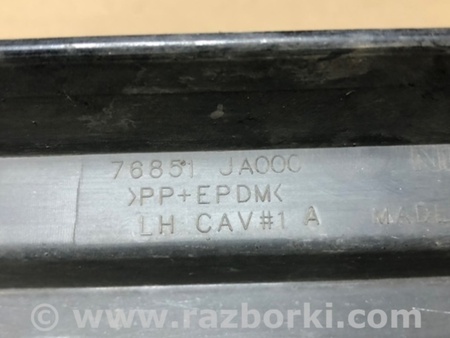 76851 JA000
>PP+EPDM<
LH CAV#1 A MADE
© www.razborki.com